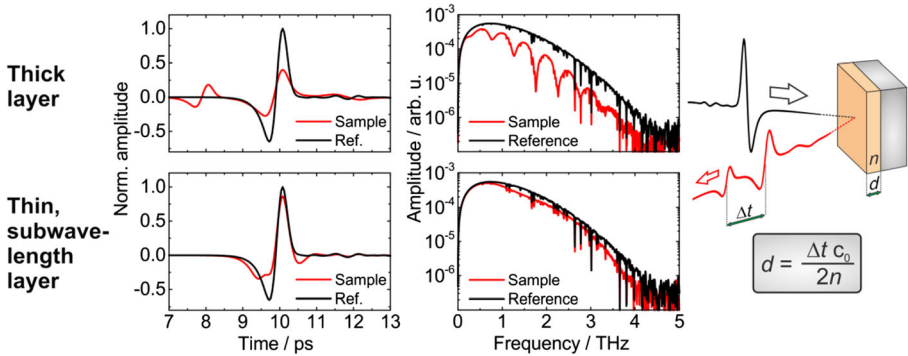 Thick
layer
Thin,
subwave-
length
layer
Norm. amplitude
1.0
0.5
0.0
-0.5
Sample
Ref.
1.0
0.5
0.0
-0.5
Sample
Ref.
7 8 9 10 11 12 13
Time / ps
Amplitude / arb. u.
10⁻³
10⁻⁴
10⁻⁵
10⁻⁶
Sample
Reference
10⁻³
10⁻⁴
10⁻⁵
10⁻⁶
Sample
Reference
0 1 2 3 4 5
Frequency / THz
n
d
Δt
d = Δt c₀ / 2n